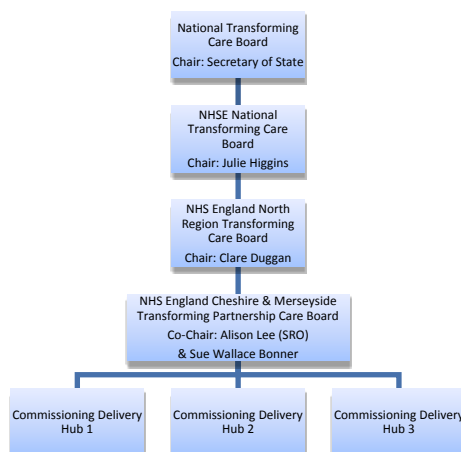 National Transforming
Care Board
Chair: Secretary of State
NHSE National
Transforming Care
Board
Chair: Julie Higgins
NHS England North
Region Transforming
Care Board
Chair: Clare Duggan
NHS England Cheshire & Merseyside
Transforming Partnership Care Board
Co-Chair: Alison Lee (SRO)
& Sue Wallace Bonner
Commissioning Delivery
Hub 1
Commissioning Delivery
Hub 2
Commissioning Delivery
Hub 3